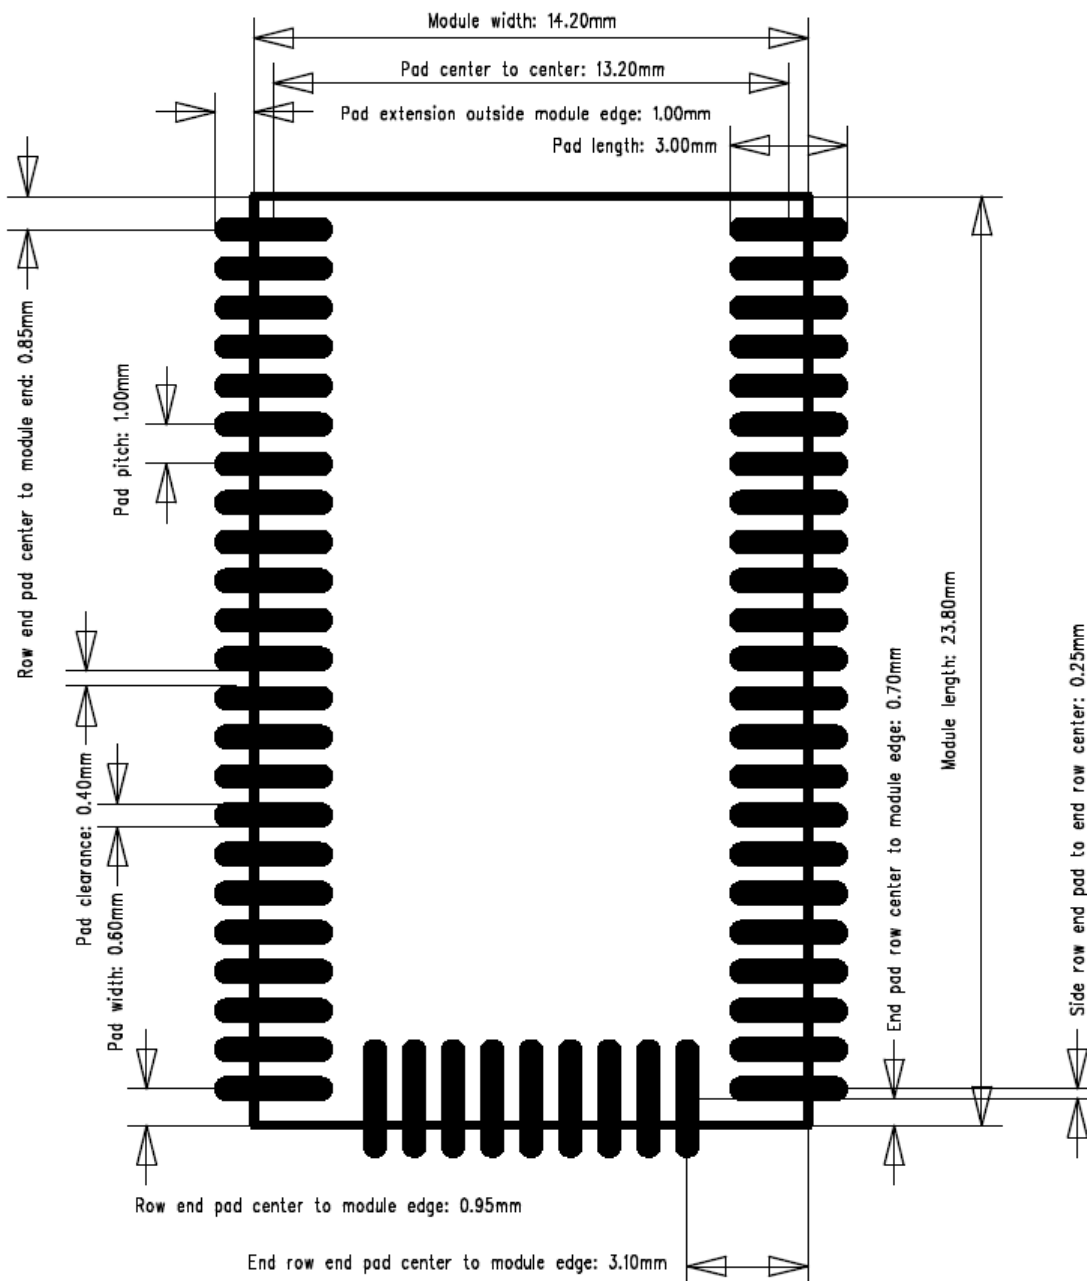 Module width: 14.20mm
Pad center to center: 13.20mm
Pad extension outside module edge: 1.00mm
Pad length: 3.00mm
Row end pad center to module end: 0.85mm
Pad pitch: 1.00mm
Pad clearance: 0.40mm
Pad width: 0.60mm
Module length: 23.80mm
End pad row center to module edge: 0.70mm
Side row end pad to end row center: 0.25mm
Row end pad center to module edge: 0.95mm
End row end pad center to module edge: 3.10mm